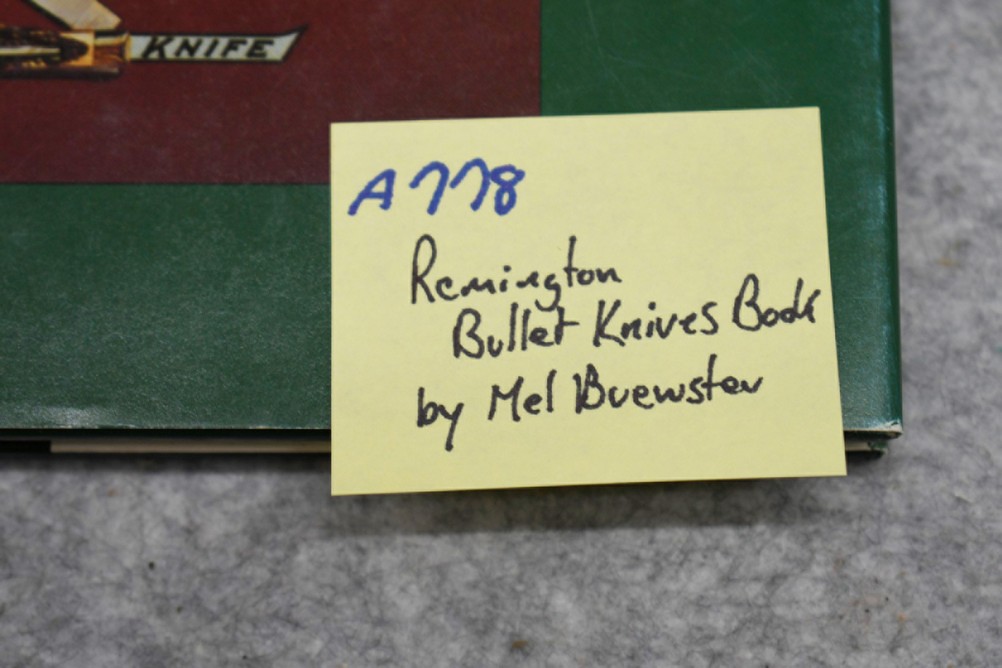 KNIFE
A778
Remington
Bullet Knives Book
by Mel Brewster